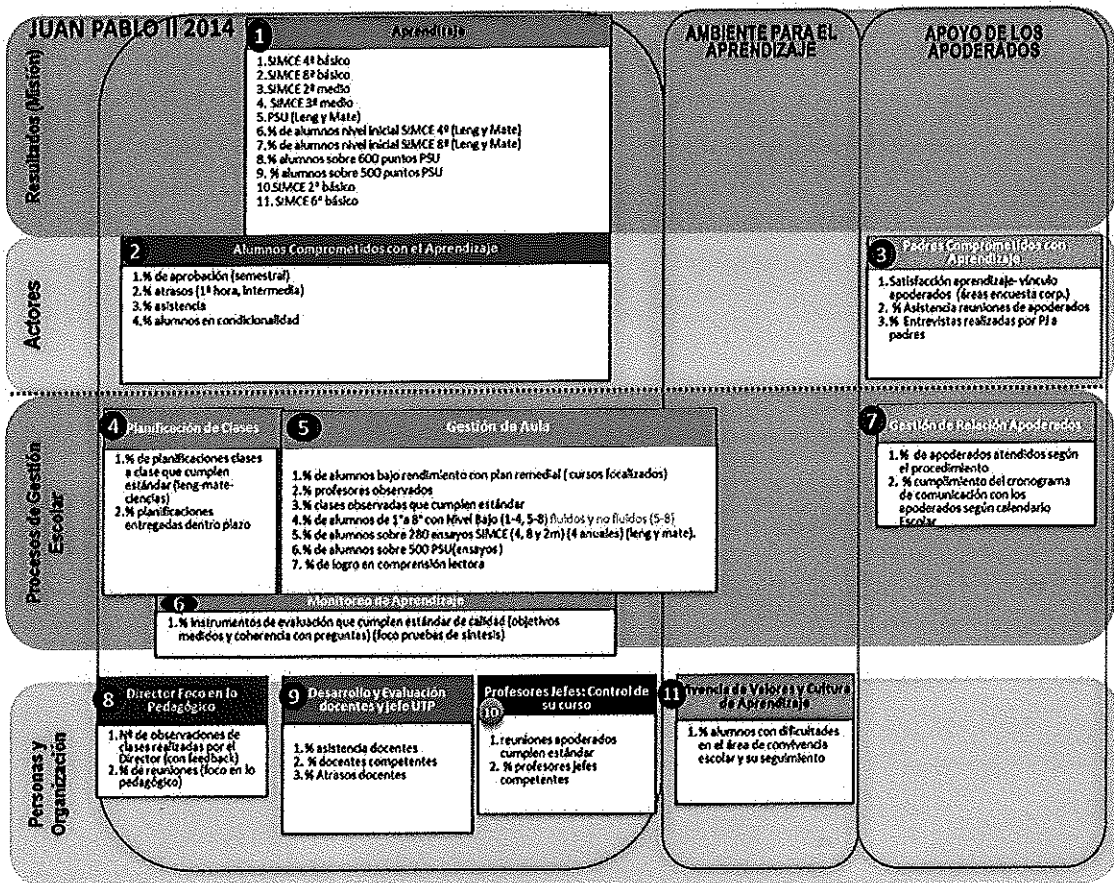 JUAN PABLO II 2014
AMBIENTE PARA EL
APRENDIZAJE
APOYO DE LOS
APODERADOS
Resultados (Misión)
1
Aprendizaje
1.SIMCE 4º básico
2.SIMCE 8º básico
3.SIMCE 2º medio
4. SIMCE 3º medio
5.PSU (Leng y Mate)
6.% de alumnos nivel inicial SIMCE 4º (Leng y Mate)
7.% de alumnos nivel inicial SIMCE 8º (Leng y Mate)
8.% alumnos sobre 600 puntos PSU
9. % alumnos sobre 500 puntos PSU
10.SIMCE 2º básico
11. SIMCE 6º básico
Actores
2
Alumnos Comprometidos con el Aprendizaje
1.% de aprobación (semestral)
2.% atrasos (1ª hora, intermedia)
3.% asistencia
4.% alumnos en condicionalidad
3
Padres Comprometidos con
Aprendizaje
1. Satisfacción aprendizaje- vínculo
apoderados (áreas encuesta corp.)
2. % Asistencia reuniones de apoderados
3.% Entrevistas realizadas por PJ a
padres
Procesos de Gestión
Escolar
4
Planificación de Clases
1.% de planificaciones clases
a clase que cumplen
estándar (leng-mate-
ciencias)
2.% planificaciones
entregadas dentro plazo
5
Gestión de Aula
1.% de alumnos bajo rendimiento con plan remedial ( cursos focalizados)
2.% profesores observados
3.% clases observadas que cumplen estándar
4.% de alumnos de 1°a 8° con Nivel Bajo (1-4, 5-8) fluidos y no fluidos (5-8)
5.% de alumnos sobre 280 ensayos SIMCE (4, 8 y 2m) (4 anuales) (leng y mate).
6.% de alumnos sobre 500 PSU(ensayos)
7. % de logro en comprensión lectora
7
Gestión de Relación Apoderados
1. % de apoderados atendidos según
el procedimiento
2. % cumplimiento del cronograma
de comunicación con los
apoderados según calendario
Escolar
6
Monitoreo de Aprendizaje
1.% instrumentos de evaluación que cumplen estándar de calidad (objetivos
medidos y coherencia con preguntas) (foco pruebas de síntesis)
Personas y
Organización
8
Director Foco en lo
Pedagógico
1. Nº de observaciones de
clases realizadas por el
Director (con feedback)
2.% de reuniones (foco en lo
pedagógico)
9
Desarrollo y Evaluación
docentes y jefe UTP
1.% asistencia docentes
2. % docentes competentes
3.% Atrasos docentes
Profesores Jefes: Control de
su curso
10
1. reuniones apoderados
cumplen estándar
2. % profesores jefes
competentes
11
Vivencia de Valores y Cultura
de Aprendizaje
1.% alumnos con dificultades
en el área de convivencia
escolar y su seguimiento